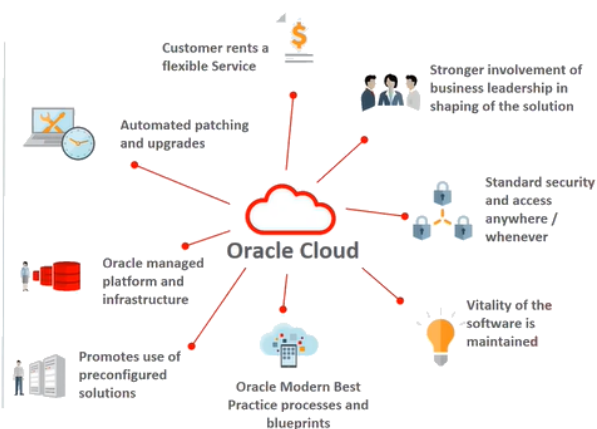 Customer rents a
flexible Service
Stronger involvement of
business leadership in
shaping of the solution
Automated patching
and upgrades
Standard security
and access
anywhere /
whenever
Oracle Cloud
Oracle managed
platform and
infrastructure
Vitality of the
software is
maintained
Promotes use of
preconfigured
solutions
Oracle Modern Best
Practice processes and
blueprints